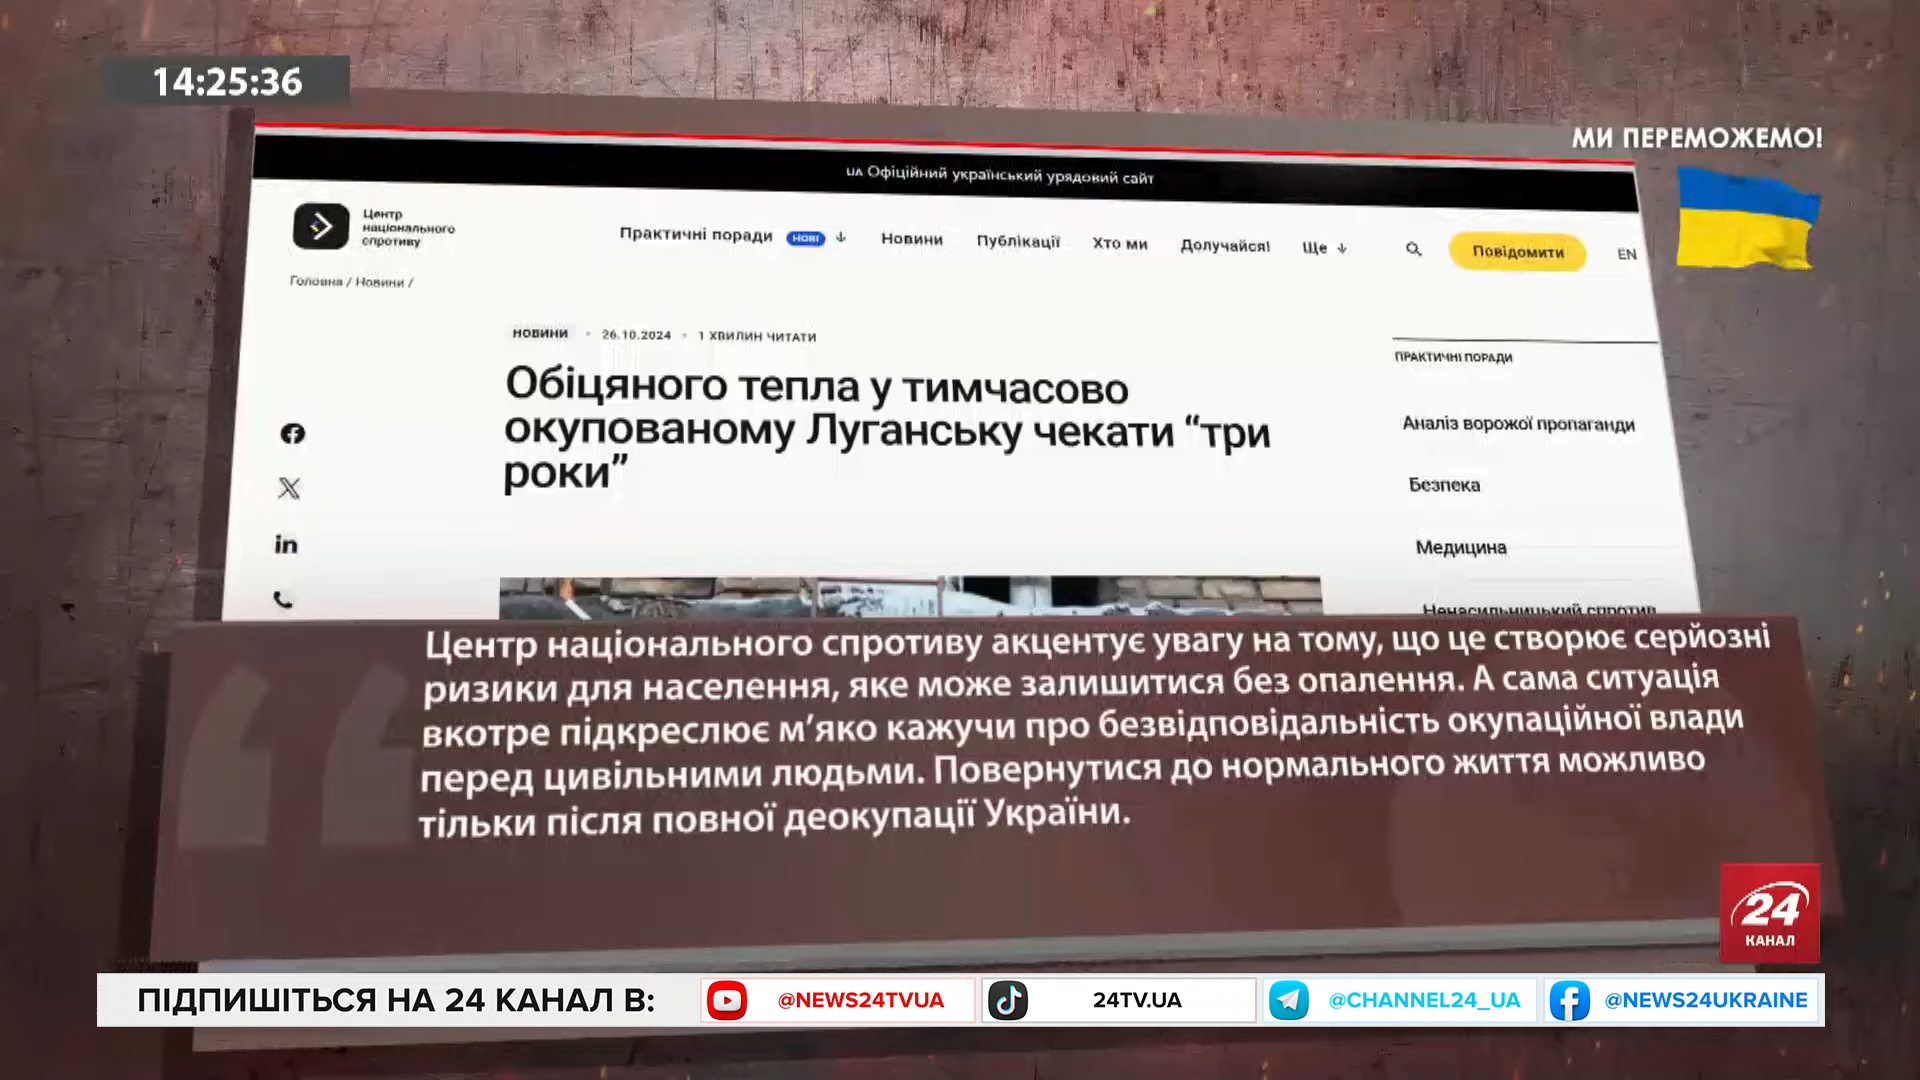 14:25:36
МИ ПЕРЕМОЖЕМО!
UA Офіційний український урядовий сайт
Центр
національного
спротиву
Практичні поради НОВІ Новини Публікації Хто ми Долучайся! Ще Повідомити EN
Головна / Новини /
НОВИНИ • 26.10.2024 • 1 ХВИЛИН ЧИТАТИ
Обіцяного тепла у тимчасово
окупованому Луганську чекати “три
роки”
ПРАКТИЧНІ ПОРАДИ
Аналіз ворожої пропаганди
Безпека
Медицина
Ненасильницький спротив
Центр національного спротиву акцентує увагу на тому, що це створює серйозні
ризики для населення, яке може залишитися без опалення. А сама ситуація
вкотре підкреслює м’яко кажучи про безвідповідальність окупаційної влади
перед цивільними людьми. Повернутися до нормального життя можливо
тільки після повної деокупації України.
24
КАНАЛ
ПІДПИШІТЬСЯ НА 24 КАНАЛ В: @NEWS24TVUA 24TV.UA @CHANNEL24_UA @NEWS24UKRAINE